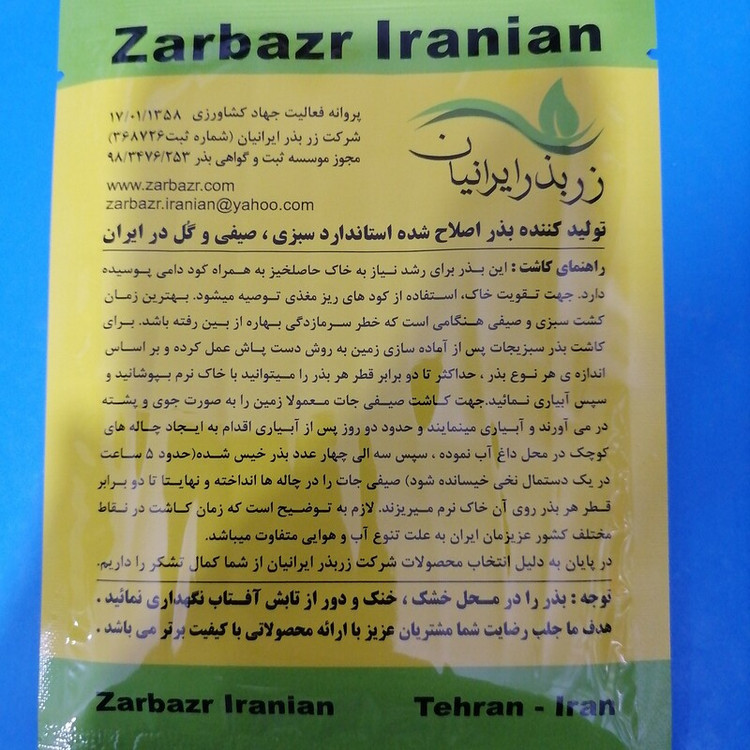 Zarbazr Iranian
پروانه فعالیت جهاد کشاورزی ۱۷/۰۱/۱۳۵۸
شرکت زر بذر ایرانیان (شماره ثبت۳۶۸۷۲۶)
مجوز موسسه ثبت و گواهی بذر ۹۸/۳۴۷۶/۲۵۳
زر بذر ایرانیان
www.zarbazr.com
zarbazr.iranian@yahoo.com
تولید کننده بذر اصلاح شده استاندارد سبزی ، صیفی و گُل در ایران
راهنمای کاشت : این بذر برای رشد نیاز به خاک حاصلخیز به همراه کود دامی پوسیده
دارد. جهت تقویت خاک، استفاده از کود های ریز مغذی توصیه میشود. بهترین زمان
کشت سبزی و صیفی هنگامی است که خطر سرمازدگی بهاره از بین رفته باشد. برای
کاشت بذر سبزیجات پس از آماده سازی زمین به روش دست پاش عمل کرده و بر اساس
اندازه ی هر نوع بذر ، حداکثر تا دو برابر قطر هر بذر را میتوانید با خاک نرم بپوشانید و
سپس آبیاری نمائید.جهت کاشت صیفی جات معمولا زمین را به صورت جوی و پشته
در می آورند و آبیاری مینمایند و حدود دو روز پس از آبیاری اقدام به ایجاد چاله های
کوچک در محل داغ آب نموده ، سپس سه الی چهار عدد بذر خیس شده(حدود ۵ ساعت
در یک دستمال نخی خیسانده شود) صیفی جات را در چاله ها انداخته و نهایتا تا دو برابر
قطر هر بذر روی آن خاک نرم میریزند. لازم به توضیح است که زمان کاشت در نقاط
مختلف کشور عزیزمان ایران به علت تنوع آب و هوایی متفاوت میباشد.
در پایان به دلیل انتخاب محصولات شرکت زربذر ایرانیان از شما کمال تشکر را داریم.
توجه : بذر را در محل خشک ، خنک و دور از تابش آفتاب نگهداری نمائید .
هدف ما جلب رضایت شما مشتریان عزیز با ارائه محصولاتی با کیفیت برتر می باشد .
Zarbazr Iranian Tehran - Iran